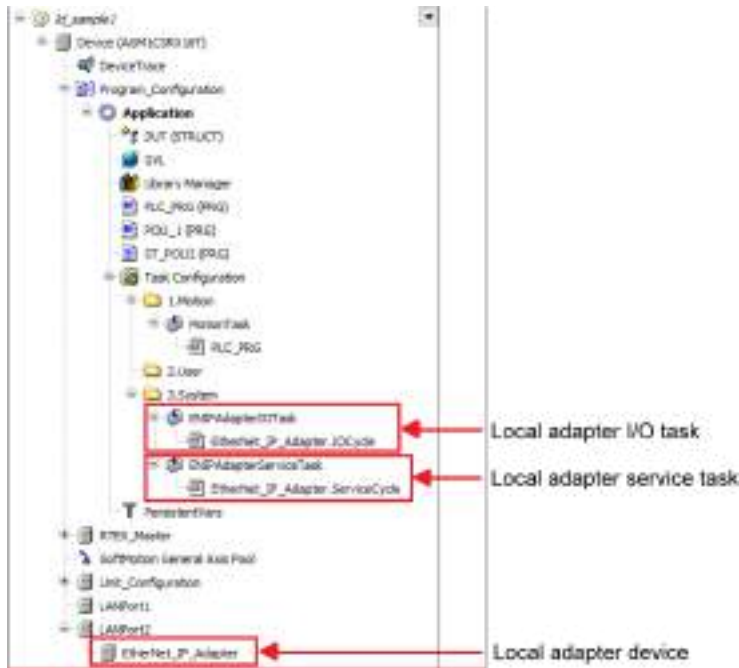 Device
DeviceTrace
Program_Configuration
Application
DUT (STRUCT)
GVL
Library Manager
PLC_PRG (PRG)
POU_1 (PRG)
ST_POU1 (PRG)
Task Configuration
1.Motion
MotionTask
PLC_PRG
2.User
3.System
ENIPAdapterIOTask
EtherNet_IP_Adapter.IOCycle
Local adapter I/O task
ENIPAdapterServiceTask
EtherNet_IP_Adapter.ServiceCycle
Local adapter service task
PersistentVars
RTEX_Master
SoftMotion General Axis Pool
Unit_Configuration
LANPort1
LANPort2
EtherNet_IP_Adapter
Local adapter device